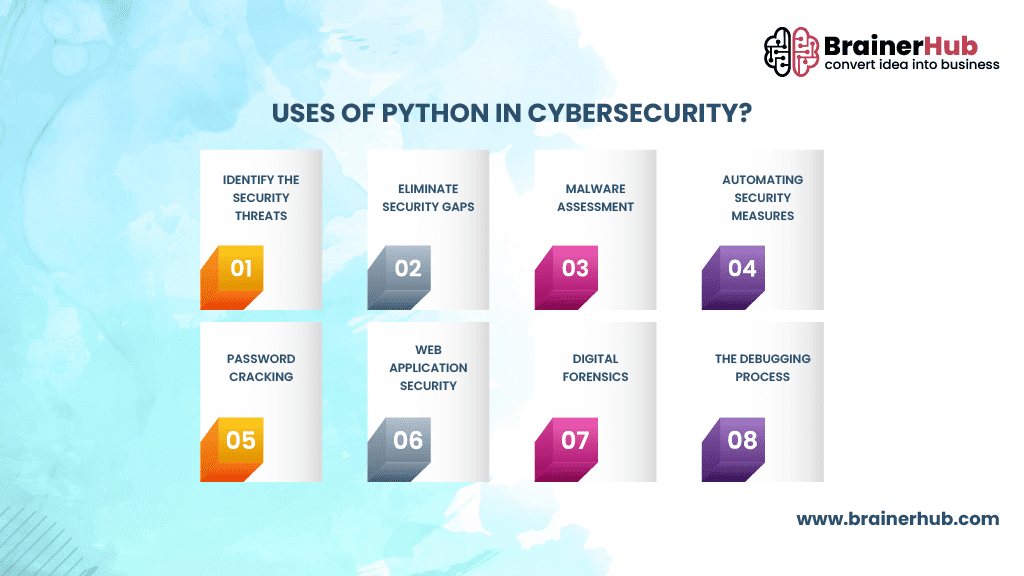 BrainerHub
convert idea into business
USES OF PYTHON IN CYBERSECURITY?
IDENTIFY THE
SECURITY
THREATS
01
ELIMINATE
SECURITY GAPS
02
MALWARE
ASSESSMENT
03
AUTOMATING
SECURITY
MEASURES
04
PASSWORD
CRACKING
05
WEB
APPLICATION
SECURITY
06
DIGITAL
FORENSICS
07
THE DEBUGGING
PROCESS
08
www.brainerhub.com